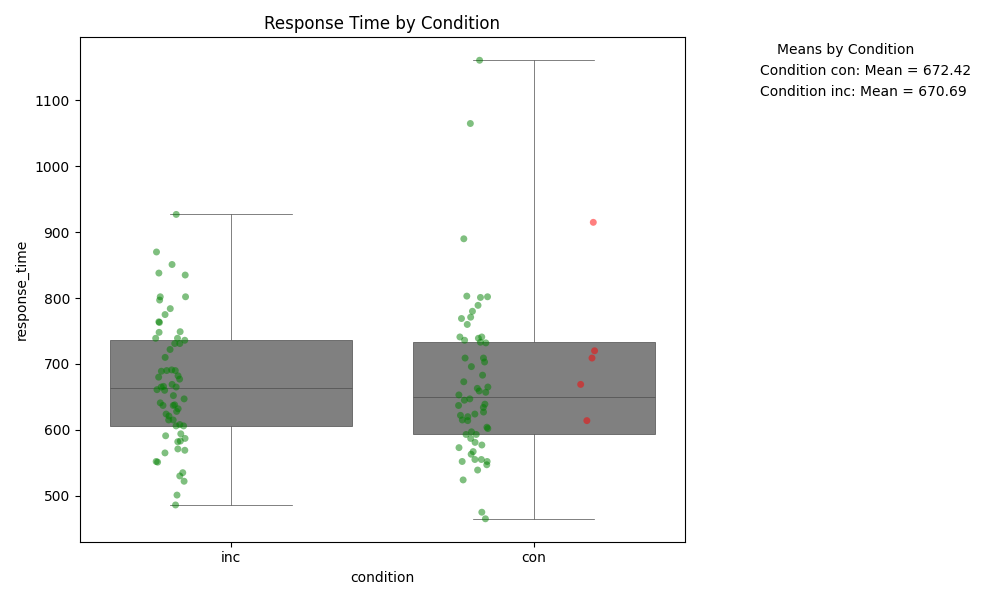 Response Time by Condition
Means by Condition
Condition con: Mean = 672.42
Condition inc: Mean = 670.69
response_time
1100
1000
900
800
700
600
500
inc
con
condition